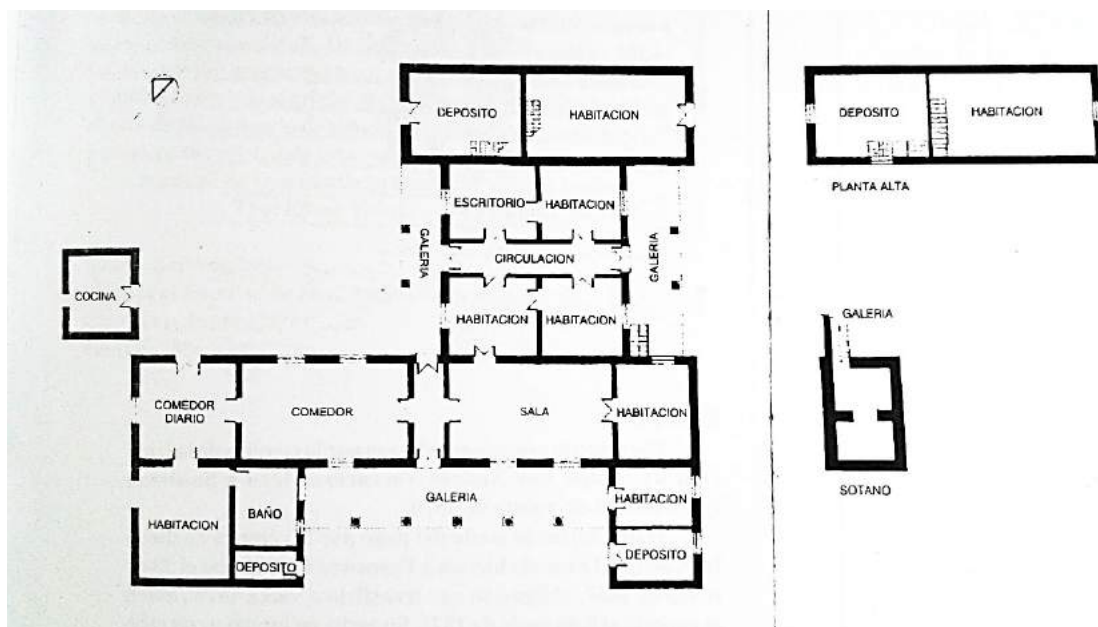 DEPOSITO
HABITACION
DEPOSITO
HABITACION
PLANTA ALTA
ESCRITORIO
HABITACION
GALERIA
CIRCULACION
GALERIA
COCINA
HABITACION
HABITACION
GALERIA
COMEDOR
DIARIO
COMEDOR
SALA
HABITACION
SOTANO
GALERIA
HABITACION
HABITACION
BAÑO
DEPOSITO
DEPOSITO